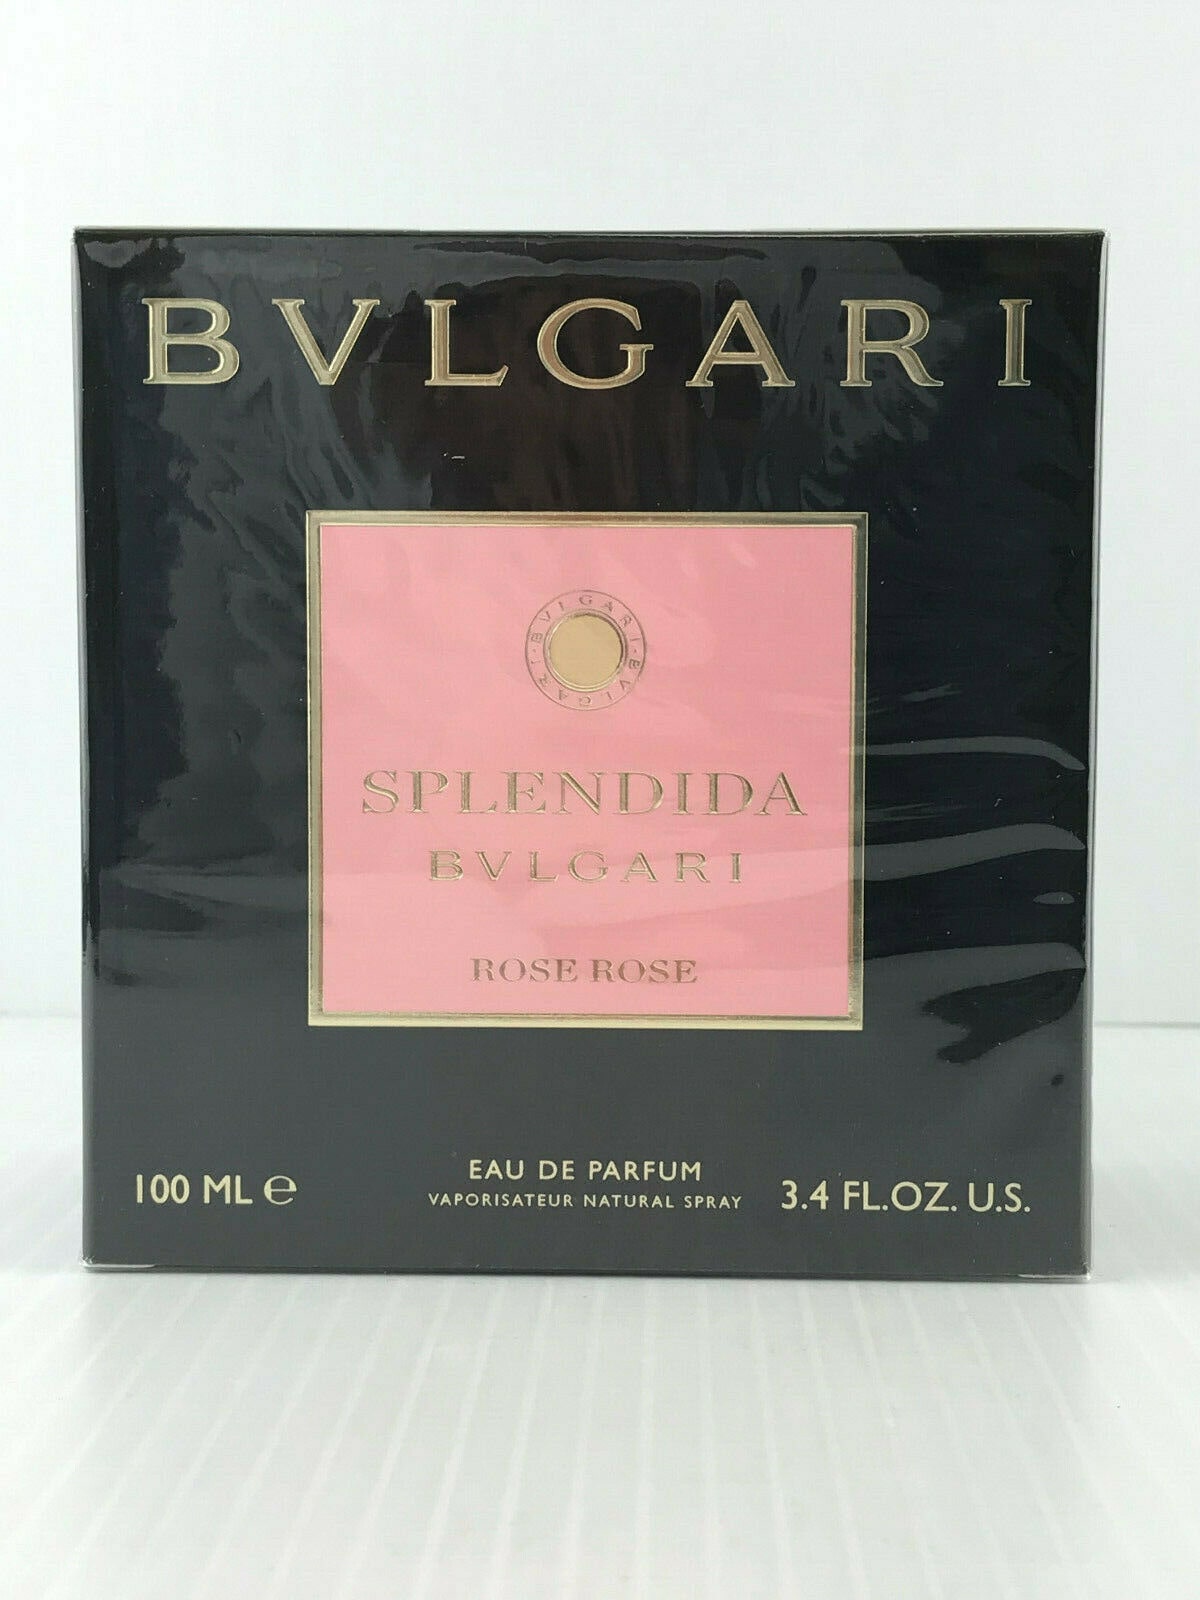 BVLGARI
BVLGARI · BVLGARI ·
SPLENDIDA
BVLGARI
ROSE ROSE
100 ML ℮
EAU DE PARFUM
VAPORISATEUR NATURAL SPRAY
3.4 FL.OZ. U.S.